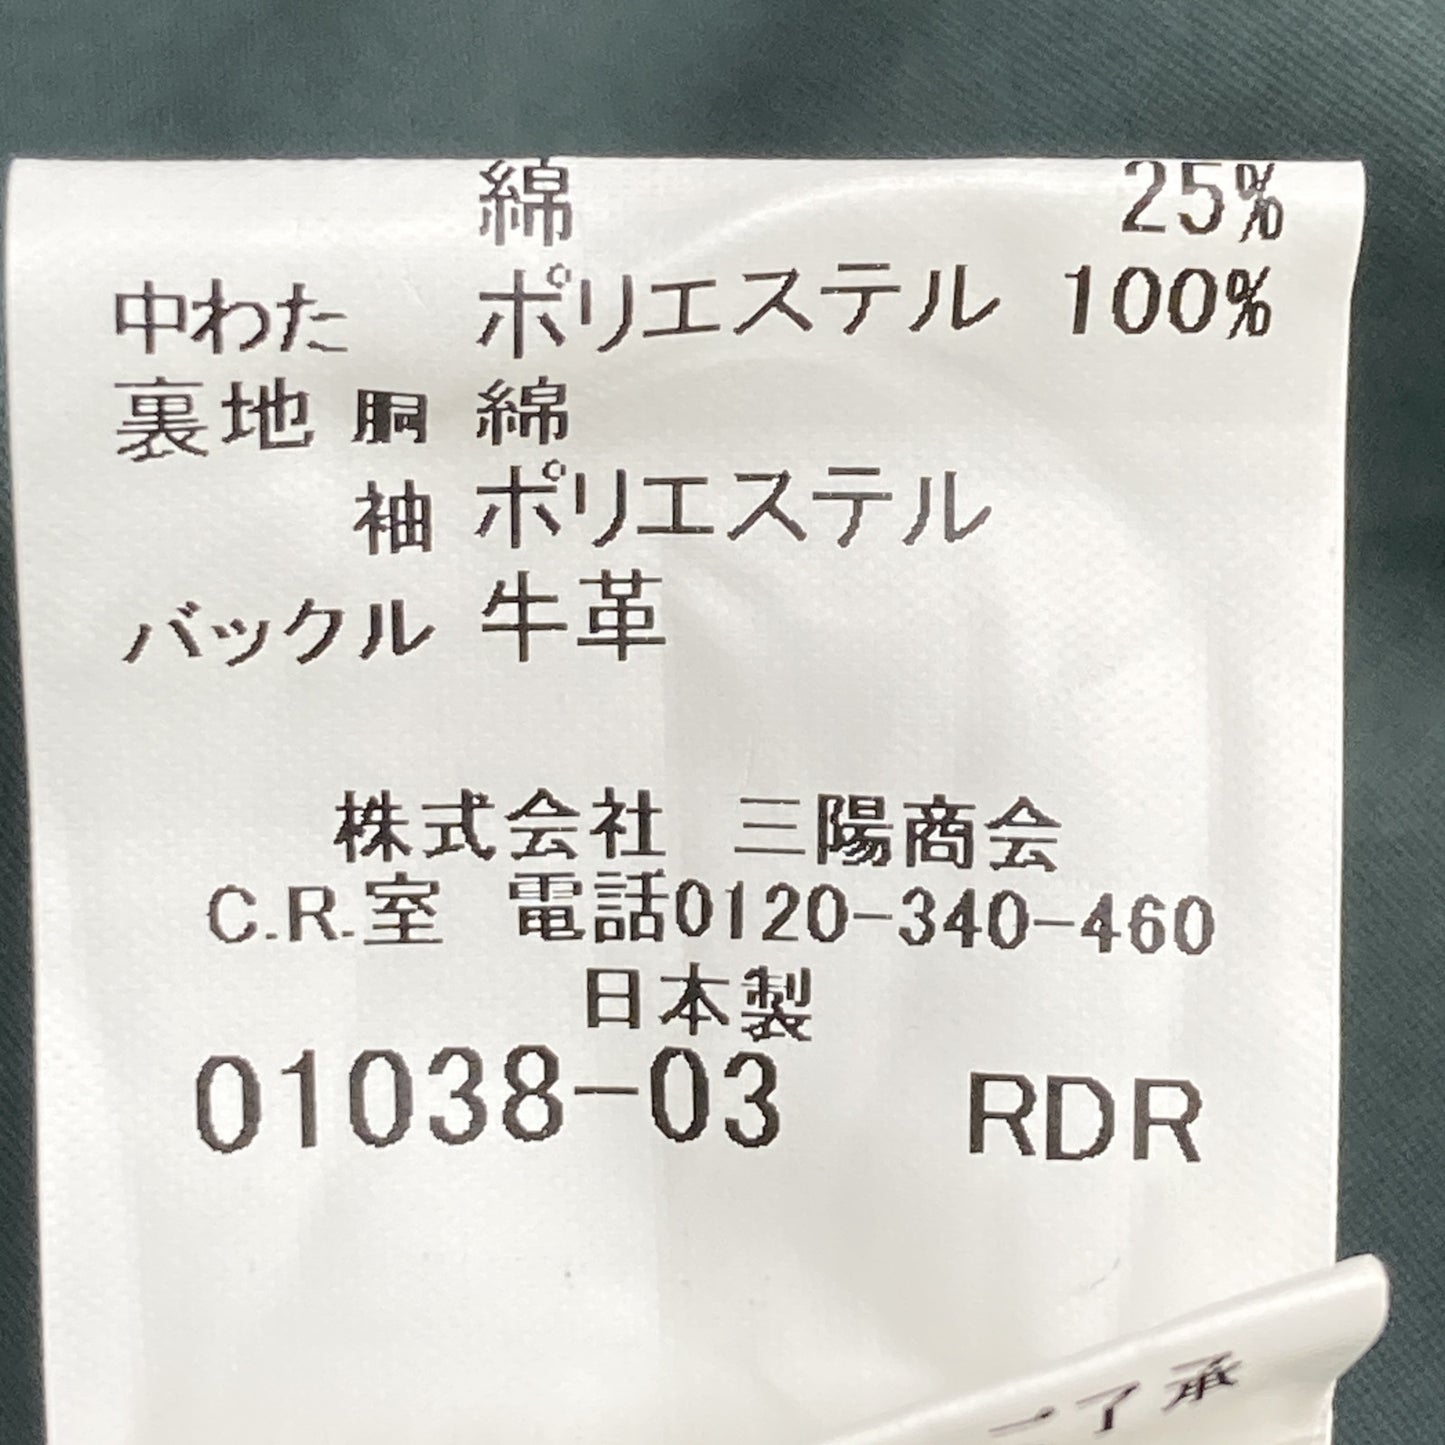 綿 25%
中わた ポリエステル 100%
裏地 胴 綿
袖 ポリエステル
バックル 牛革
株式会社 三陽商会
C.R.室 電話0120-340-460
日本製
01038-03 RDR
了承